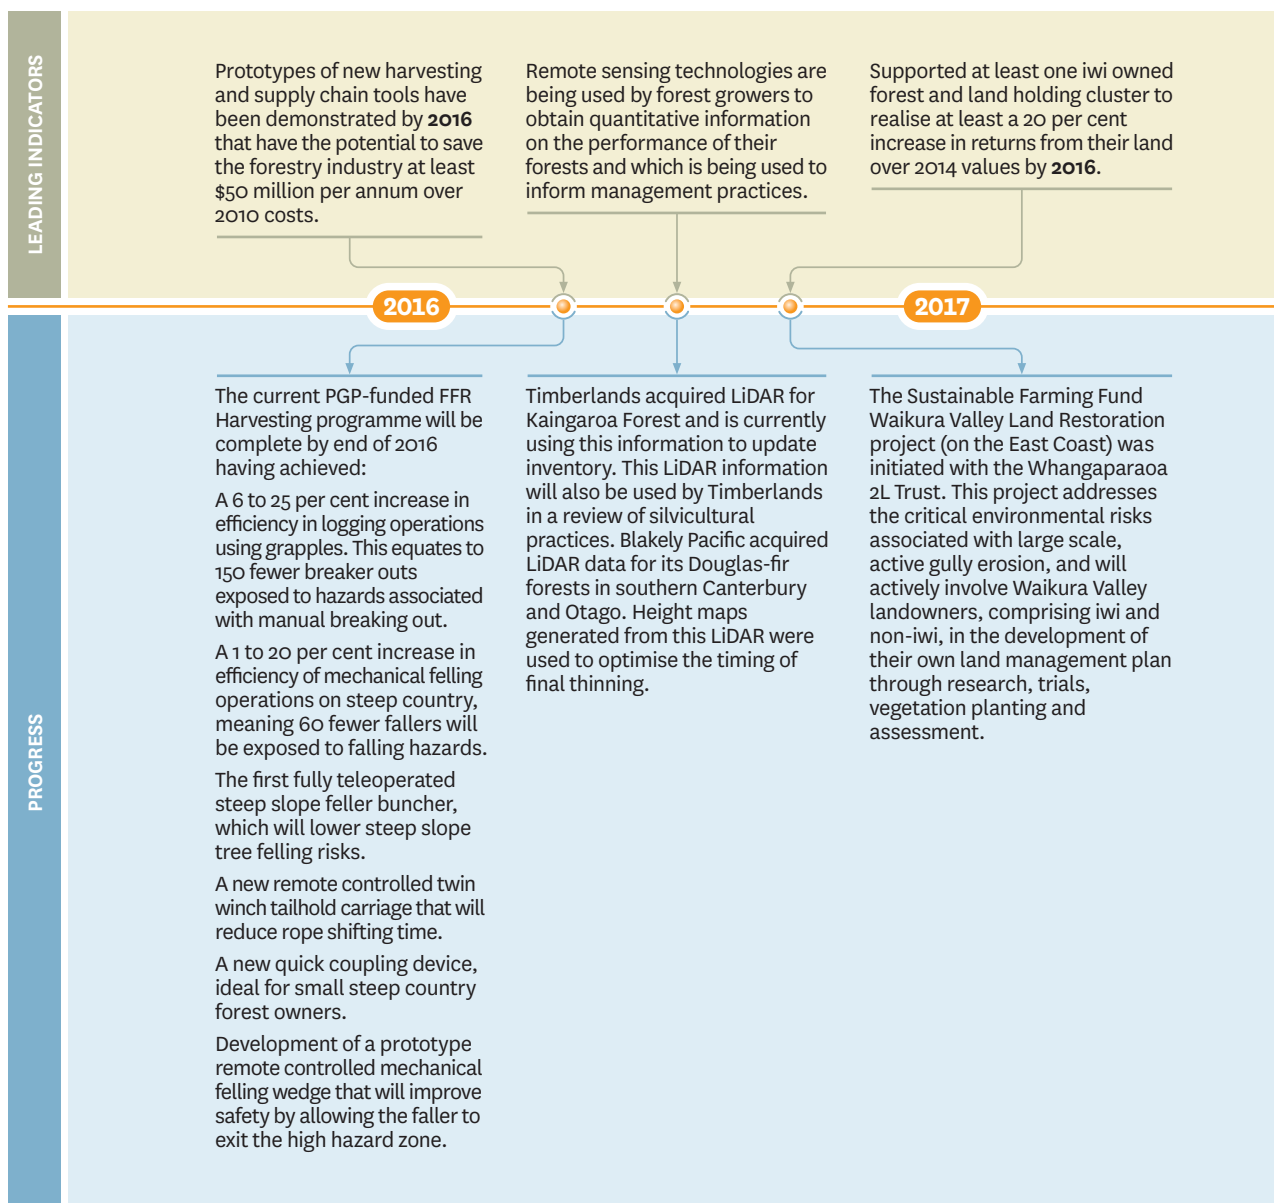 LEADING INDICATORS
Prototypes of new harvesting
and supply chain tools have
been demonstrated by 2016
that have the potential to save
the forestry industry at least
$50 million per annum over
2010 costs.
Remote sensing technologies are
being used by forest growers to
obtain quantitative information
on the performance of their
forests and which is being used to
inform management practices.
Supported at least one iwi owned
forest and land holding cluster to
realise at least a 20 per cent
increase in returns from their land
over 2014 values by 2016.
2016
2017
PROGRESS
The current PGP-funded FFR
Harvesting programme will be
complete by end of 2016
having achieved:
A 6 to 25 per cent increase in
efficiency in logging operations
using grapples. This equates to
150 fewer breaker outs
exposed to hazards associated
with manual breaking out.
A 1 to 20 per cent increase in
efficiency of mechanical felling
operations on steep country,
meaning 60 fewer fallers will
be exposed to falling hazards.
The first fully teleoperated
steep slope feller buncher,
which will lower steep slope
tree felling risks.
A new remote controlled twin
winch tailhold carriage that will
reduce rope shifting time.
A new quick coupling device,
ideal for small steep country
forest owners.
Development of a prototype
remote controlled mechanical
felling wedge that will improve
safety by allowing the faller to
exit the high hazard zone.
Timberlands acquired LiDAR for
Kaingaroa Forest and is currently
using this information to update
inventory. This LiDAR information
will also be used by Timberlands
in a review of silvicultural
practices. Blakely Pacific acquired
LiDAR data for its Douglas-fir
forests in southern Canterbury
and Otago. Height maps
generated from this LiDAR were
used to optimise the timing of
final thinning.
The Sustainable Farming Fund
Waikura Valley Land Restoration
project (on the East Coast) was
initiated with the Whangaparaoa
2L Trust. This project addresses
the critical environmental risks
associated with large scale,
active gully erosion, and will
actively involve Waikura Valley
landowners, comprising iwi and
non-iwi, in the development of
their own land management plan
through research, trials,
vegetation planting and
assessment.